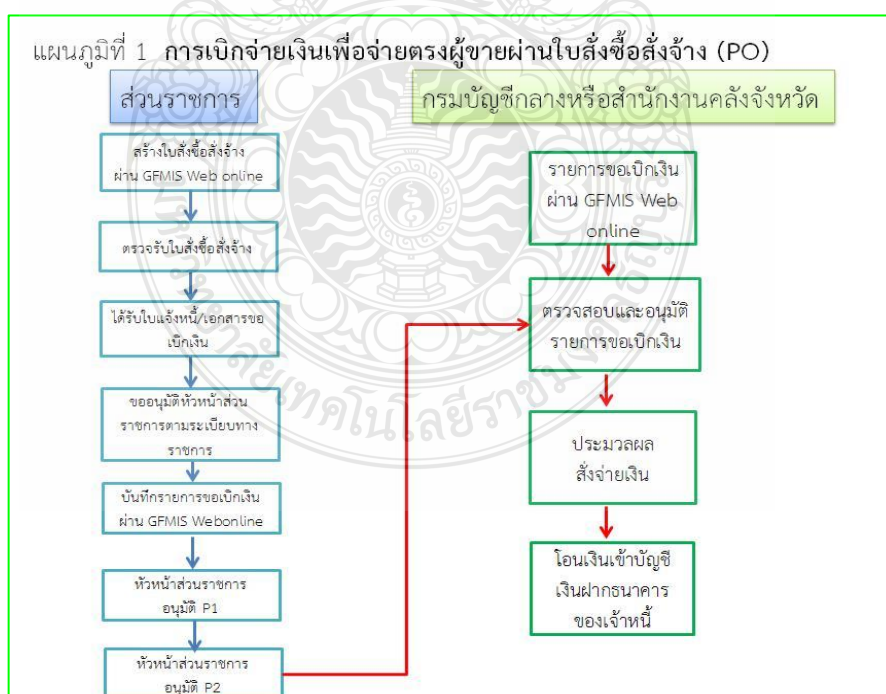 แผนภูมิที่ 1 การเบิกจ่ายเงินเพื่อจ่ายตรงผู้ขายผ่านใบสั่งซื้อสั่งจ้าง (PO)
ส่วนราชการ
สร้างใบสั่งซื้อสั่งจ้าง
ผ่าน GFMIS Web online
ตรวจรับใบสั่งซื้อสั่งจ้าง
ได้รับใบแจ้งหนี้/เอกสารขอ
เบิกเงิน
ขออนุมัติหัวหน้าส่วน
ราชการตามระเบียบทาง
ราชการ
บันทึกรายการขอเบิกเงิน
ผ่าน GFMIS Webonline
หัวหน้าส่วนราชการ
อนุมัติ P1
หัวหน้าส่วนราชการ
อนุมัติ P2
กรมบัญชีกลางหรือสำนักงานคลังจังหวัด
รายการขอเบิกเงิน
ผ่าน GFMIS Web
online
ตรวจสอบและอนุมัติ
รายการขอเบิกเงิน
ประมวลผล
สั่งจ่ายเงิน
โอนเงินเข้าบัญชี
เงินฝากธนาคาร
ของเจ้าหนี้